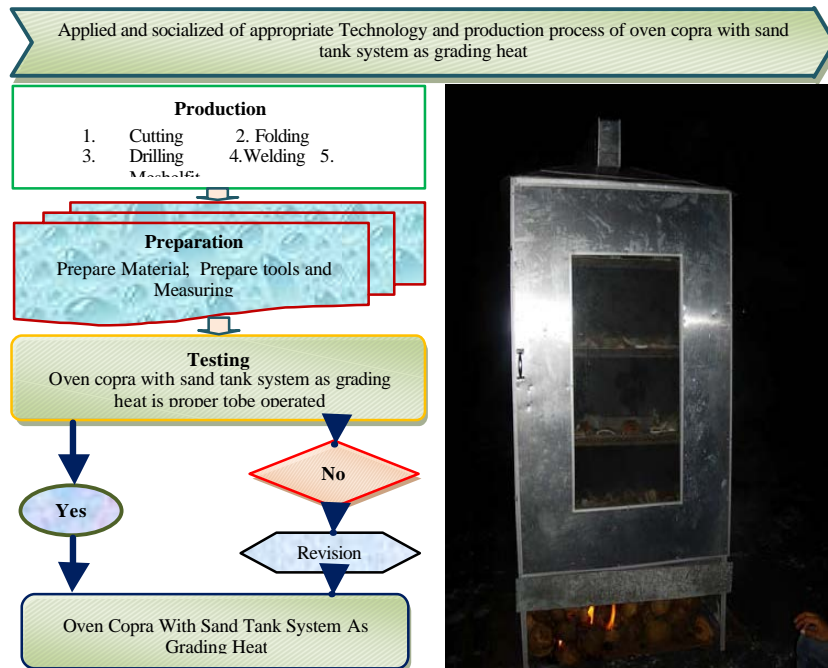 Applied and socialized of appropriate Technology and production process of oven copra with sand
tank system as grading heat
Production
1. Cutting 2. Folding
3. Drilling 4.Welding 5.
Preparation
Prepare Material; Prepare tools and
Measuring
Testing
Oven copra with sand tank system as grading
heat is proper tobe operated
No
Yes
Revision
Oven Copra With Sand Tank System As
Grading Heat